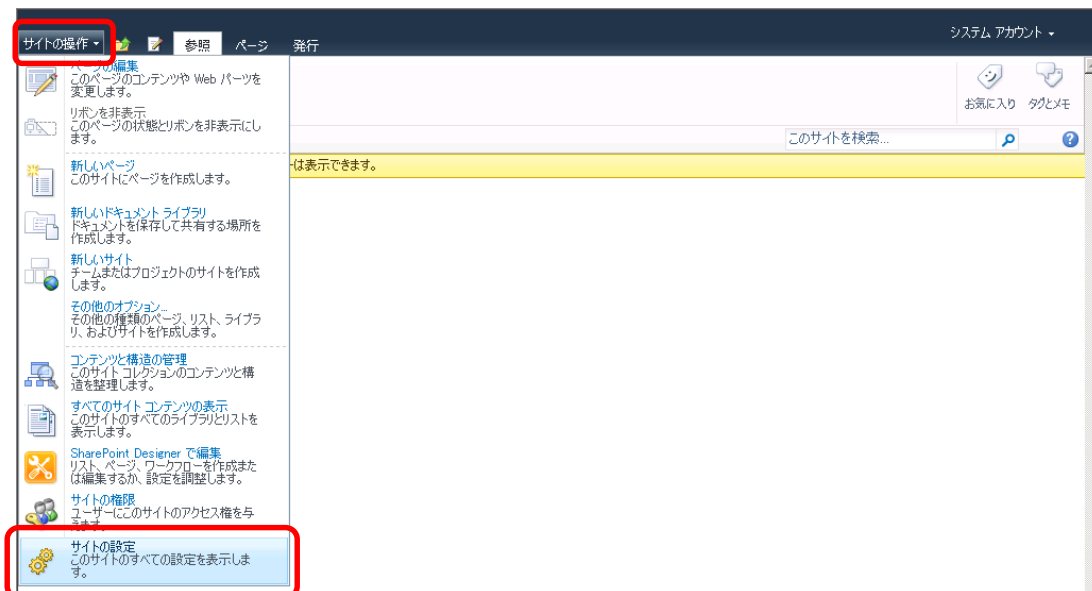 システム アカウント
サイトの操作
参照
ページ
発行
ページの編集
このページのコンテンツや Web パーツを
変更します。
リボンを非表示
このページの状態とリボンを非表示にし
ます。
新しいページ
このサイトにページを作成します。
新しいドキュメント ライブラリ
ドキュメントを保存して共有する場所を
作成します。
新しいサイト
チームまたはプロジェクトのサイトを作成
します。
その他のオプション...
その他の種類のページ、リスト、ライブラ
リ、およびサイトを作成します。
コンテンツと構造の管理
このサイト コレクションのコンテンツと構
造を整理します。
すべてのサイト コンテンツの表示
このサイトのすべてのライブラリとリストを
表示します。
SharePoint Designer で編集
リスト、ページ、ワークフローを作成また
は編集するか、設定を調整します。
サイトの権限
ユーザーにこのサイトのアクセス権を与
えます。
サイトの設定
このサイトのすべての設定を表示しま
す。
お気に入り
タグとメモ
このサイトを検索...
は表示できます。